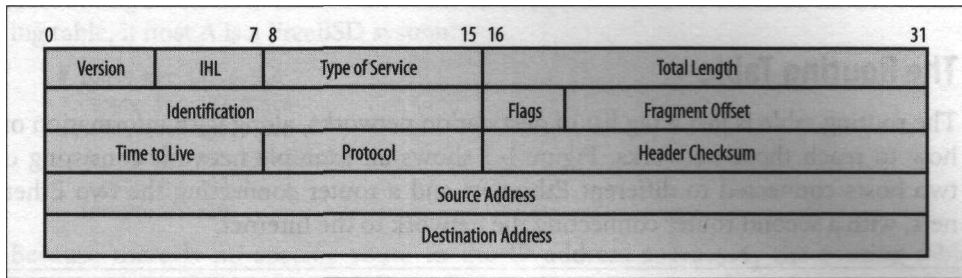 0 7 8 15 16 31
Version IHL Type of Service Total Length
Identification Flags Fragment Offset
Time to Live Protocol Header Checksum
Source Address
Destination Address